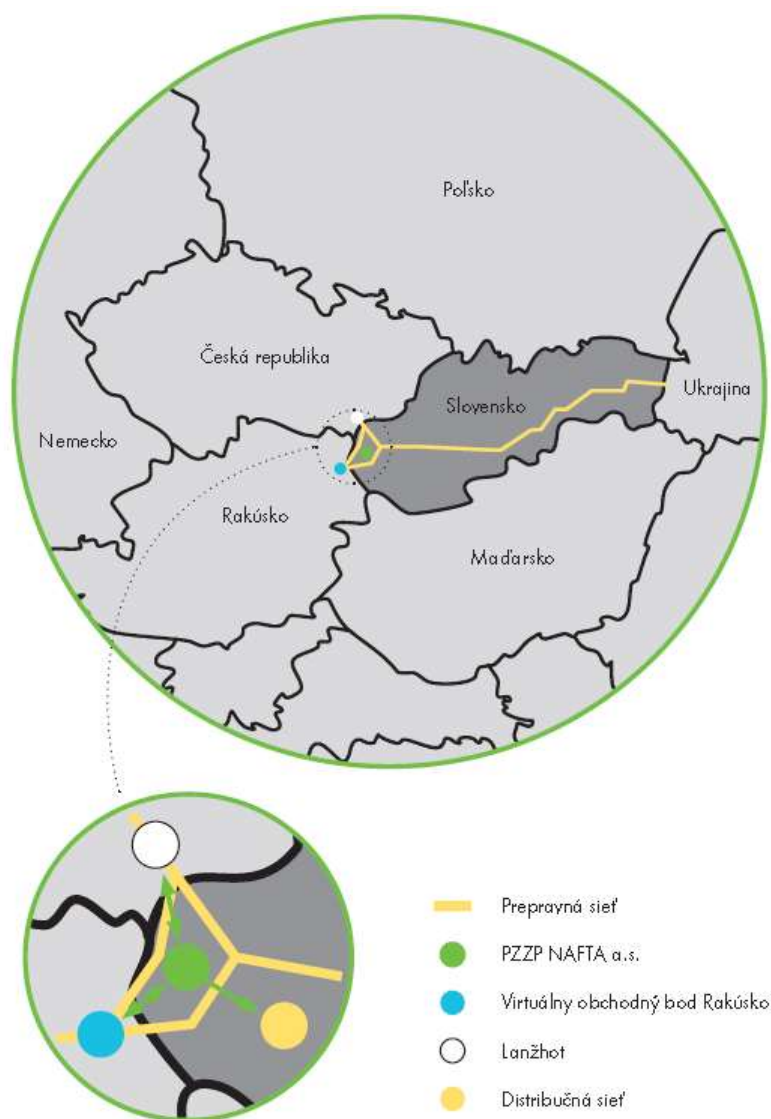 Poľsko
Česká republika
Slovensko
Ukrajina
Nemecko
Rakúsko
Maďarsko
Prepravná sieť
PZZP NAFTA a.s.
Virtuálny obchodný bod Rakúsko
Lanžhot
Distribučná sieť